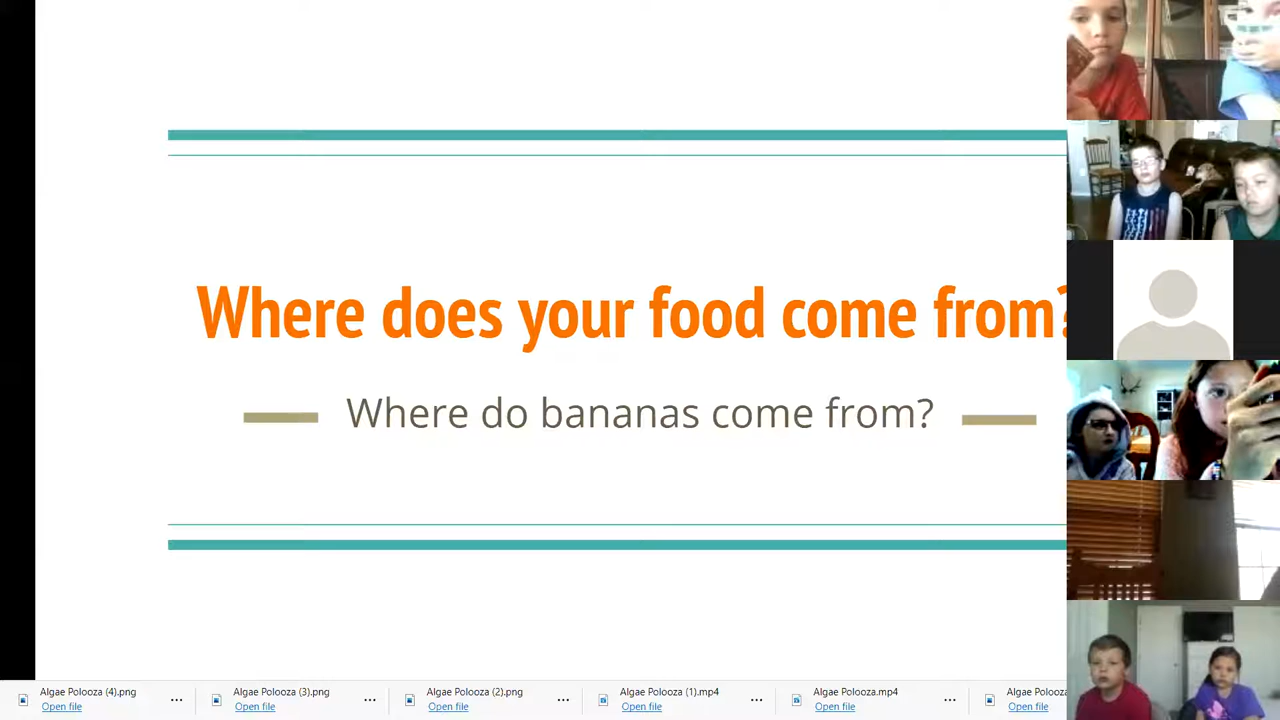 Where does your food come from?
Where do bananas come from?
Algae Polooza (4).png
Open file
Algae Polooza (3).png
Open file
Algae Polooza (2).png
Open file
Algae Polooza (1).mp4
Open file
Algae Polooza.mp4
Open file
Algae Polooza
Open file